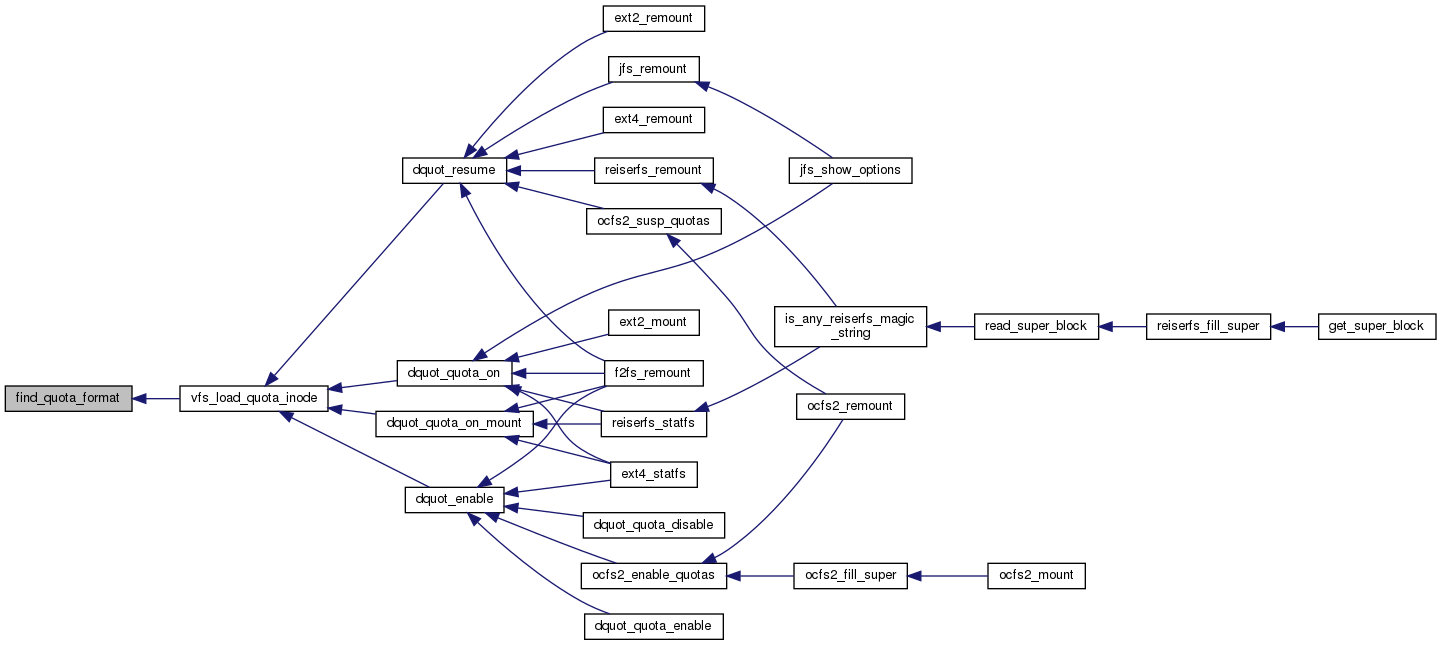 find_quota_format
vfs_load_quota_inode
dquot_resume
dquot_quota_on
dquot_quota_on_mount
dquot_enable
ext2_remount
jfs_remount
ext4_remount
reiserfs_remount
ocfs2_susp_quotas
ext2_mount
f2fs_remount
reiserfs_statfs
ext4_statfs
dquot_quota_disable
ocfs2_enable_quotas
dquot_quota_enable
jfs_show_options
is_any_reiserfs_magic
_string
ocfs2_remount
ocfs2_fill_super
read_super_block
ocfs2_mount
reiserfs_fill_super
get_super_block